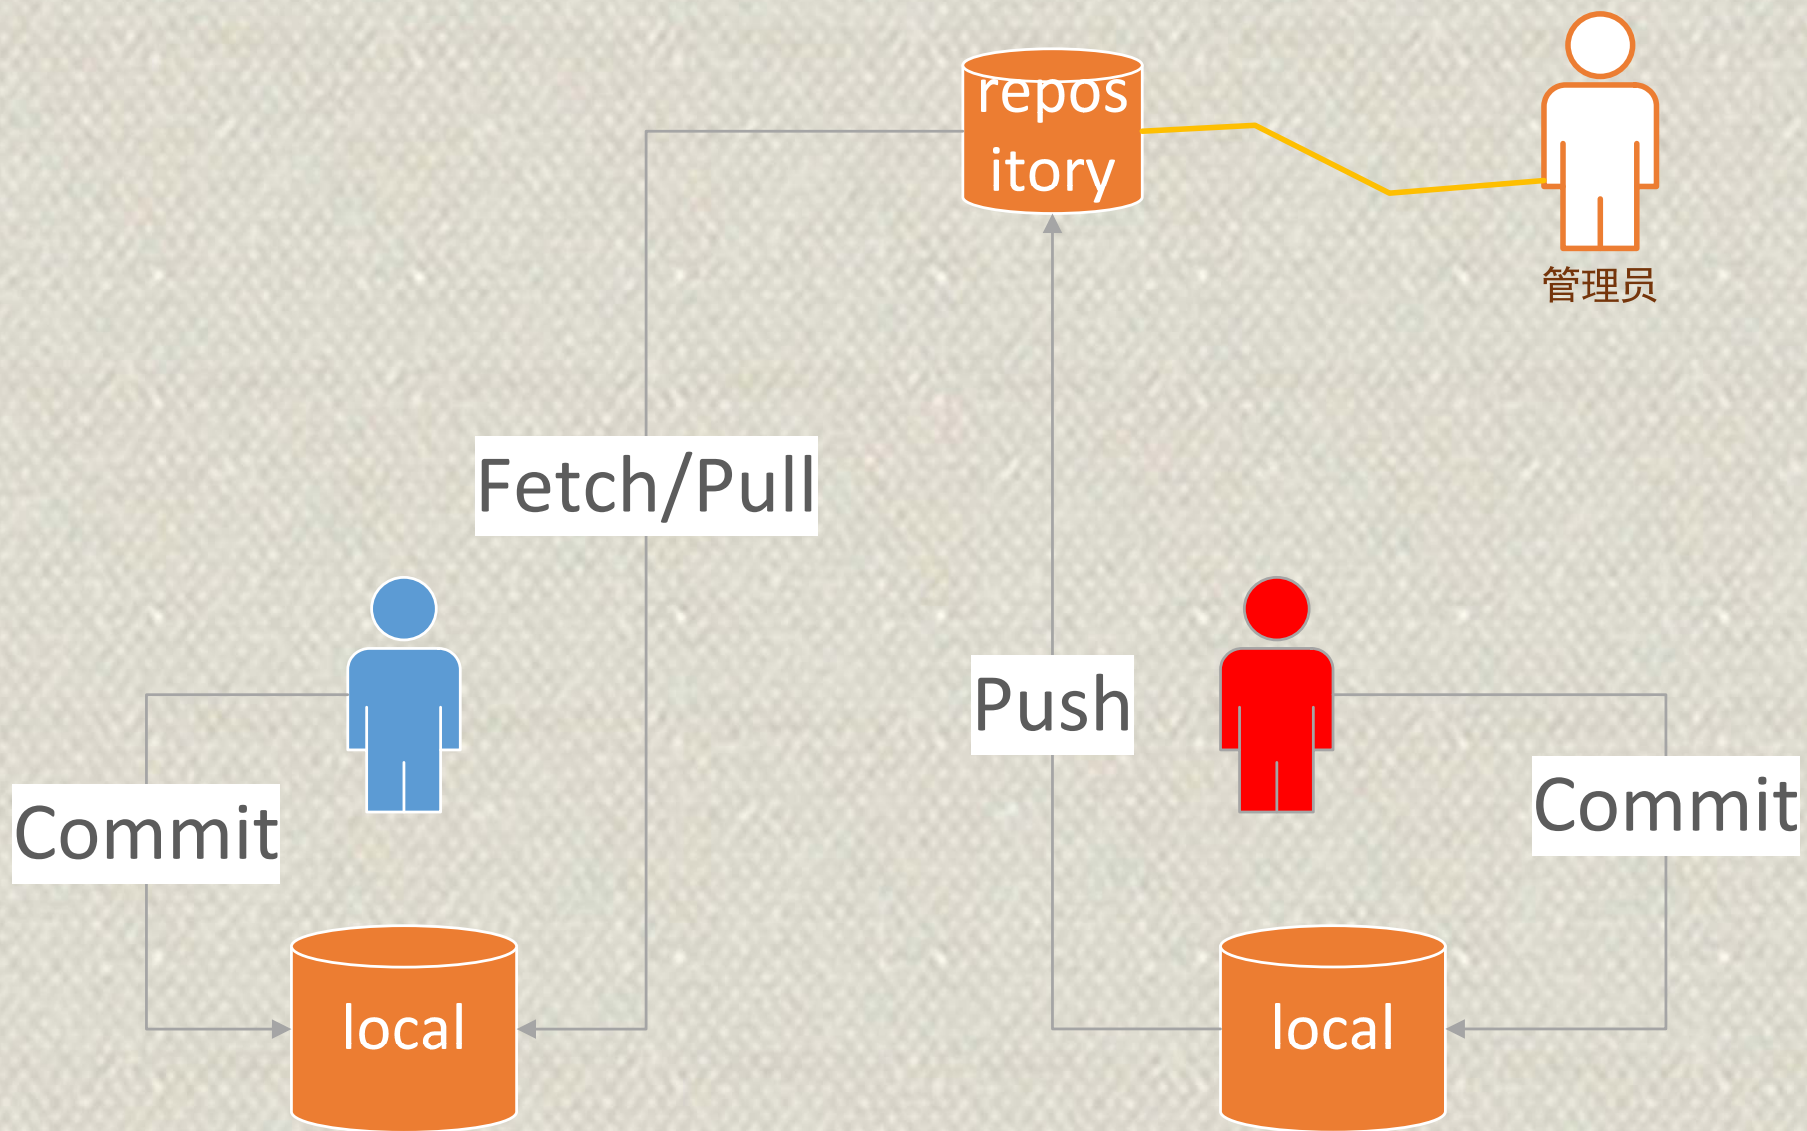 repos
itory
管理员
Fetch/Pull
Push
Commit
Commit
local
local